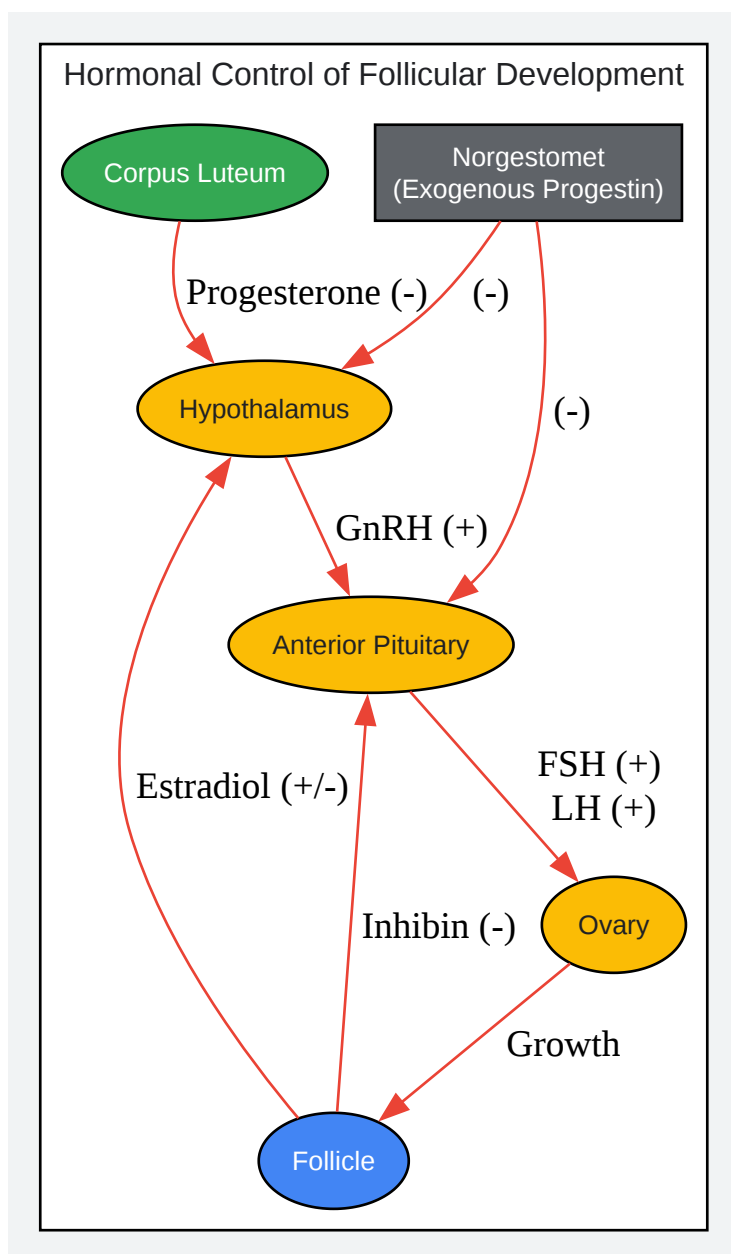 Hormonal Control of Follicular Development
Corpus Luteum
Norgestomet
(Exogenous Progestin)
Progesterone (-)
(-)
Hypothalamus
(-)
GnRH (+)
Anterior Pituitary
FSH (+)
LH (+)
Estradiol (+/-)
Inhibin (-)
Ovary
Growth
Follicle